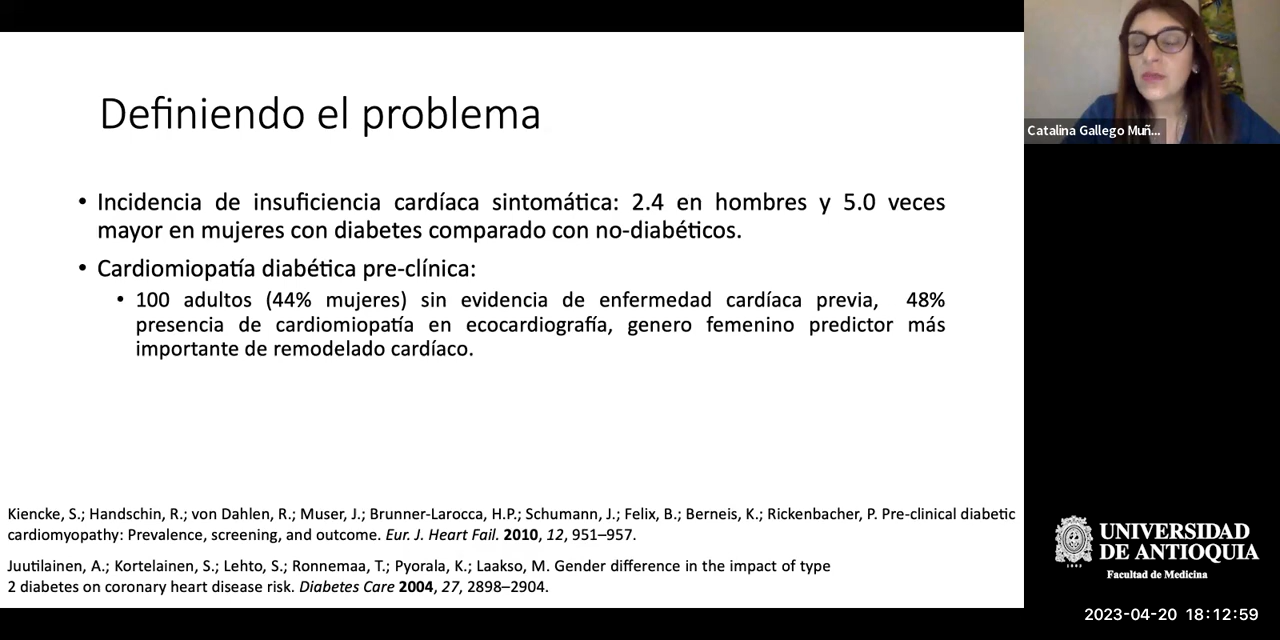 Definiendo el problema
• Incidencia de insuficiencia cardíaca sintomática: 2.4 en hombres y 5.0 veces
mayor en mujeres con diabetes comparado con no-diabéticos.
• Cardiomiopatía diabética pre-clínica:
• 100 adultos (44% mujeres) sin evidencia de enfermedad cardíaca previa, 48%
presencia de cardiomiopatía en ecocardiografía, genero femenino predictor más
importante de remodelado cardíaco.
Kiencke, S.; Handschin, R.; von Dahlen, R.; Muser, J.; Brunner-Larocca, H.P.; Schumann, J.; Felix, B.; Berneis, K.; Rickenbacher, P. Pre-clinical diabetic
cardiomyopathy: Prevalence, screening, and outcome. Eur. J. Heart Fail. 2010, 12, 951–957.
Juutilainen, A.; Kortelainen, S.; Lehto, S.; Ronnemaa, T.; Pyorala, K.; Laakso, M. Gender difference in the impact of type
2 diabetes on coronary heart disease risk. Diabetes Care 2004, 27, 2898–2904.
Catalina Gallego Muñ...
UNIVERSIDAD
DE ANTIOQUIA
Facultad de Medicina
2023-04-20 18:12:59